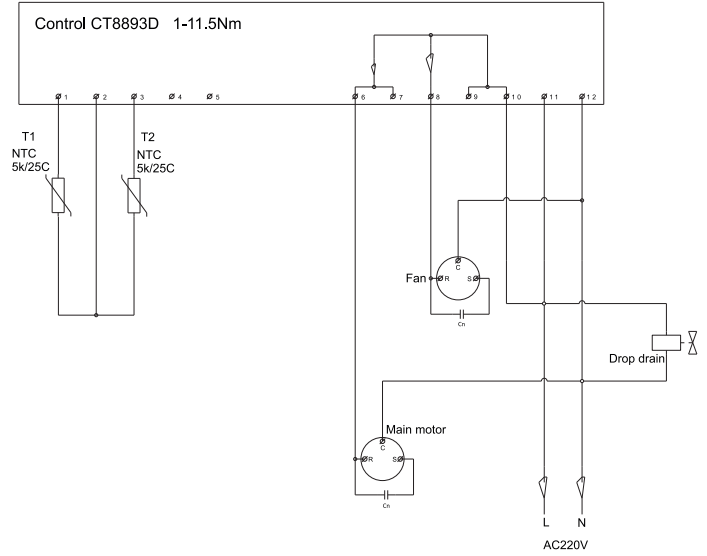 Control CT8893D 1-11.5Nm
1 2 3 4 5 6 7 8 9 10 11 12
T1
NTC
5k/25C
T2
NTC
5k/25C
Fan
C
R S
Cn
Drop drain
Main motor
C
R S
Cn
L N
AC220V